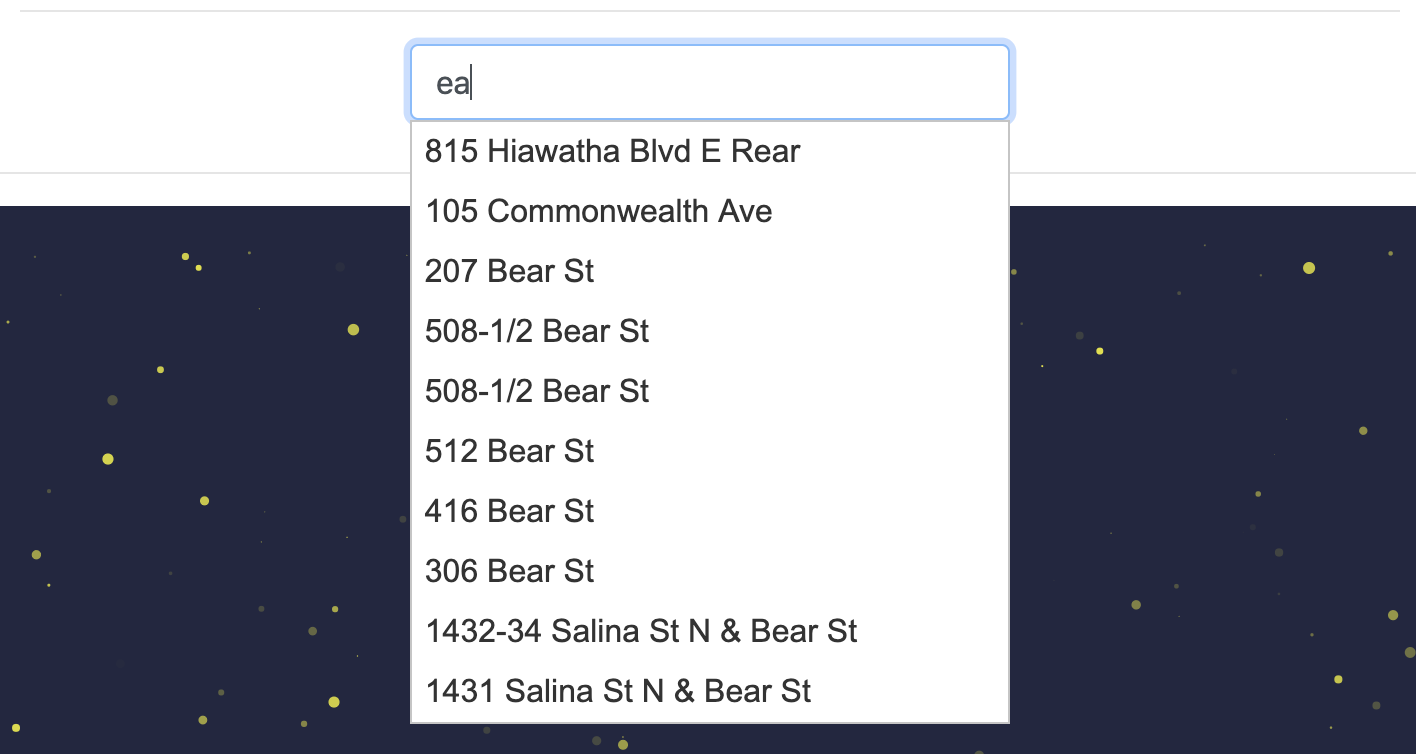 ea
815 Hiawatha Blvd E Rear
105 Commonwealth Ave
207 Bear St
508-1/2 Bear St
508-1/2 Bear St
512 Bear St
416 Bear St
306 Bear St
1432-34 Salina St N & Bear St
1431 Salina St N & Bear St